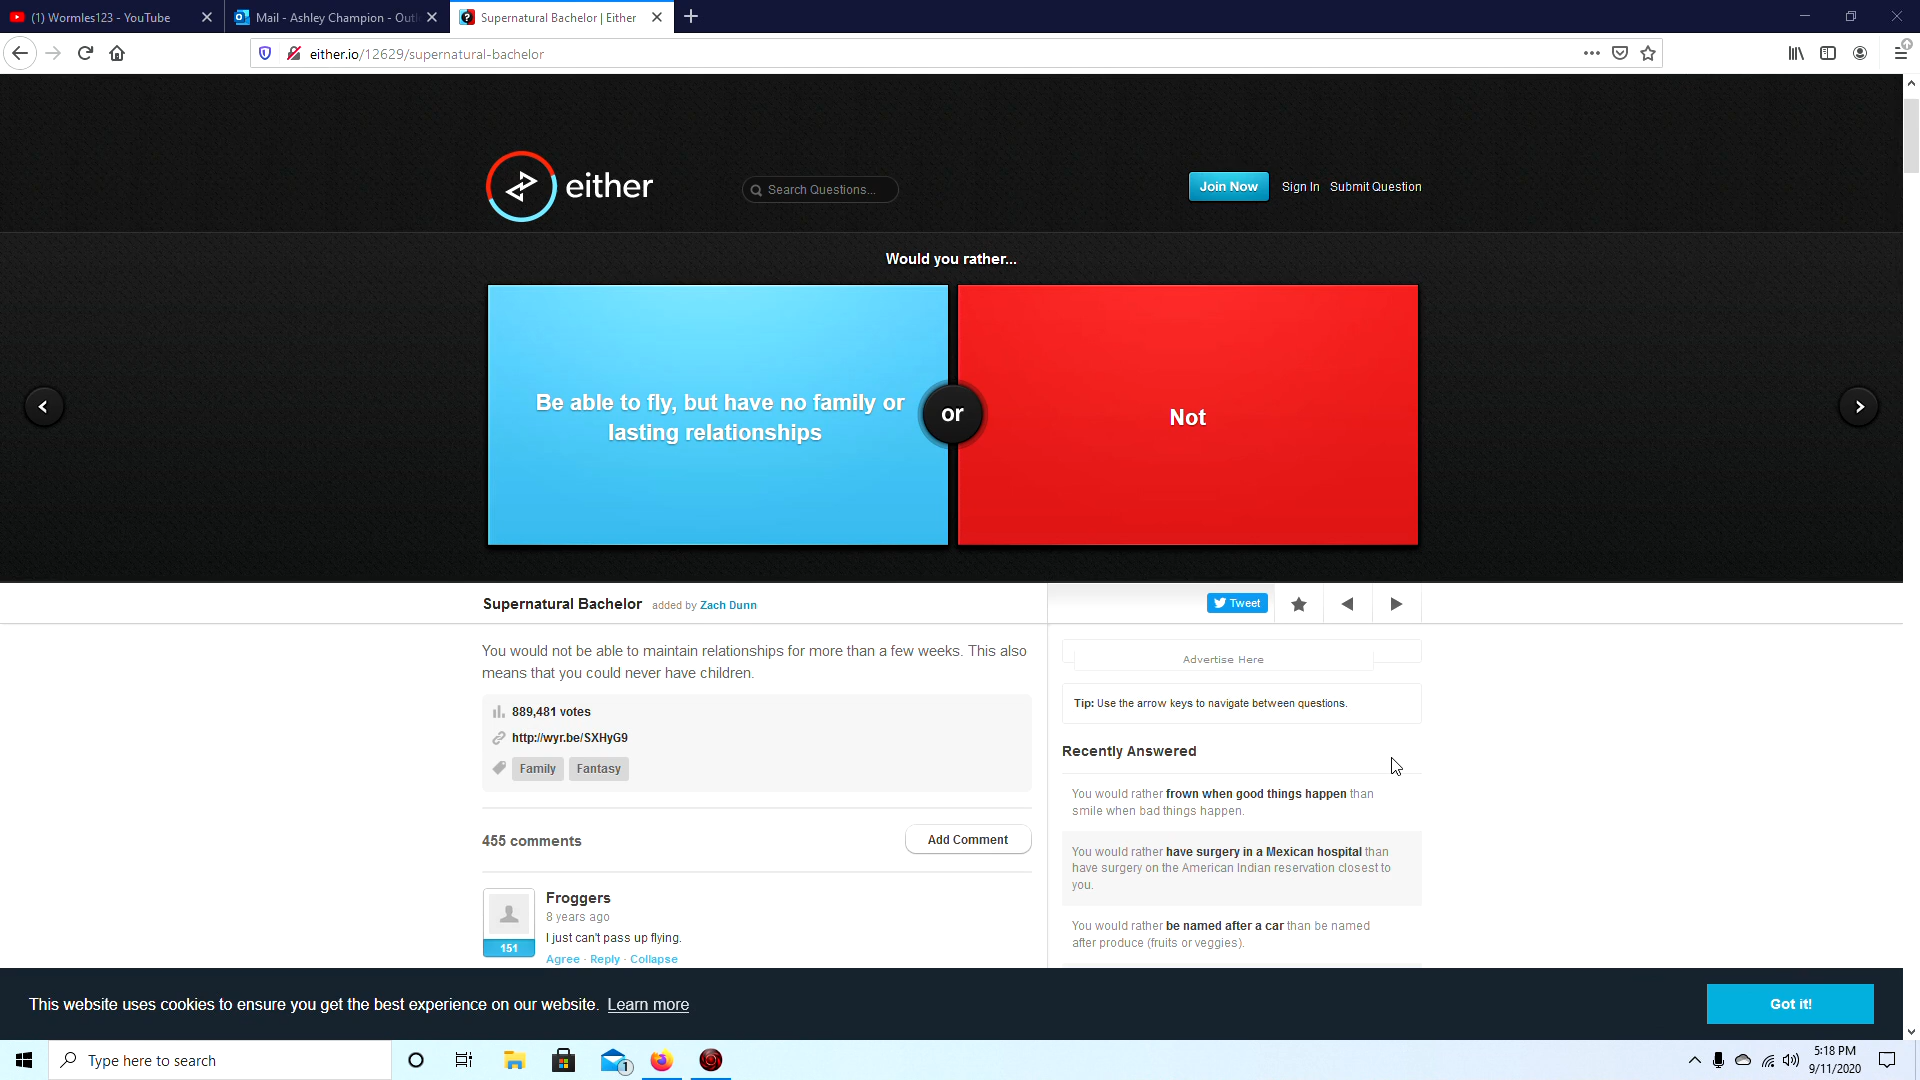 (1) Wormles123 - YouTube
Mail - Ashley Champion - Outl
Supernatural Bachelor | Either
either.io/12629/supernatural-bachelor
either
Search Questions...
Join Now
Sign In
Submit Question
Would you rather...
Be able to fly, but have no family or
lasting relationships
or
Not
Supernatural Bachelor added by Zach Dunn
Tweet
You would not be able to maintain relationships for more than a few weeks. This also
means that you could never have children.
889,481 votes
http://wyr.be/SXHyG9
Family
Fantasy
455 comments
Add Comment
Froggers
8 years ago
I just can't pass up flying.
151
Agree · Reply · Collapse
Advertise Here
Tip: Use the arrow keys to navigate between questions.
Recently Answered
You would rather frown when good things happen than
smile when bad things happen.
You would rather have surgery in a Mexican hospital than
have surgery on the American Indian reservation closest to
you.
You would rather be named after a car than be named
after produce (fruits or veggies).
This website uses cookies to ensure you get the best experience on our website. Learn more
Got it!
Type here to search
1
5:18 PM
9/11/2020